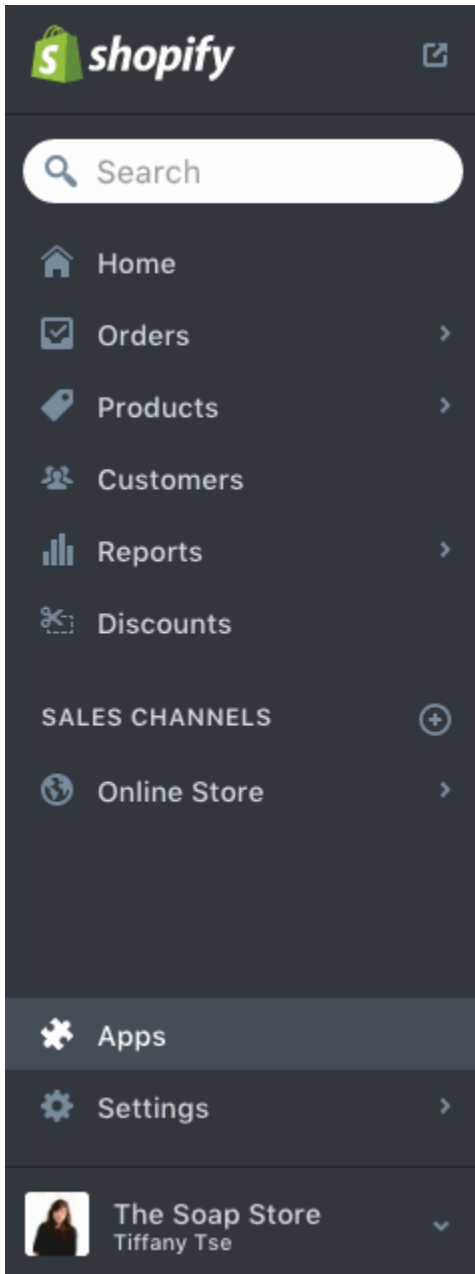 shopify
Search
Home
Orders
Products
Customers
Reports
Discounts
SALES CHANNELS
Online Store
Apps
Settings
The Soap Store
Tiffany Tse